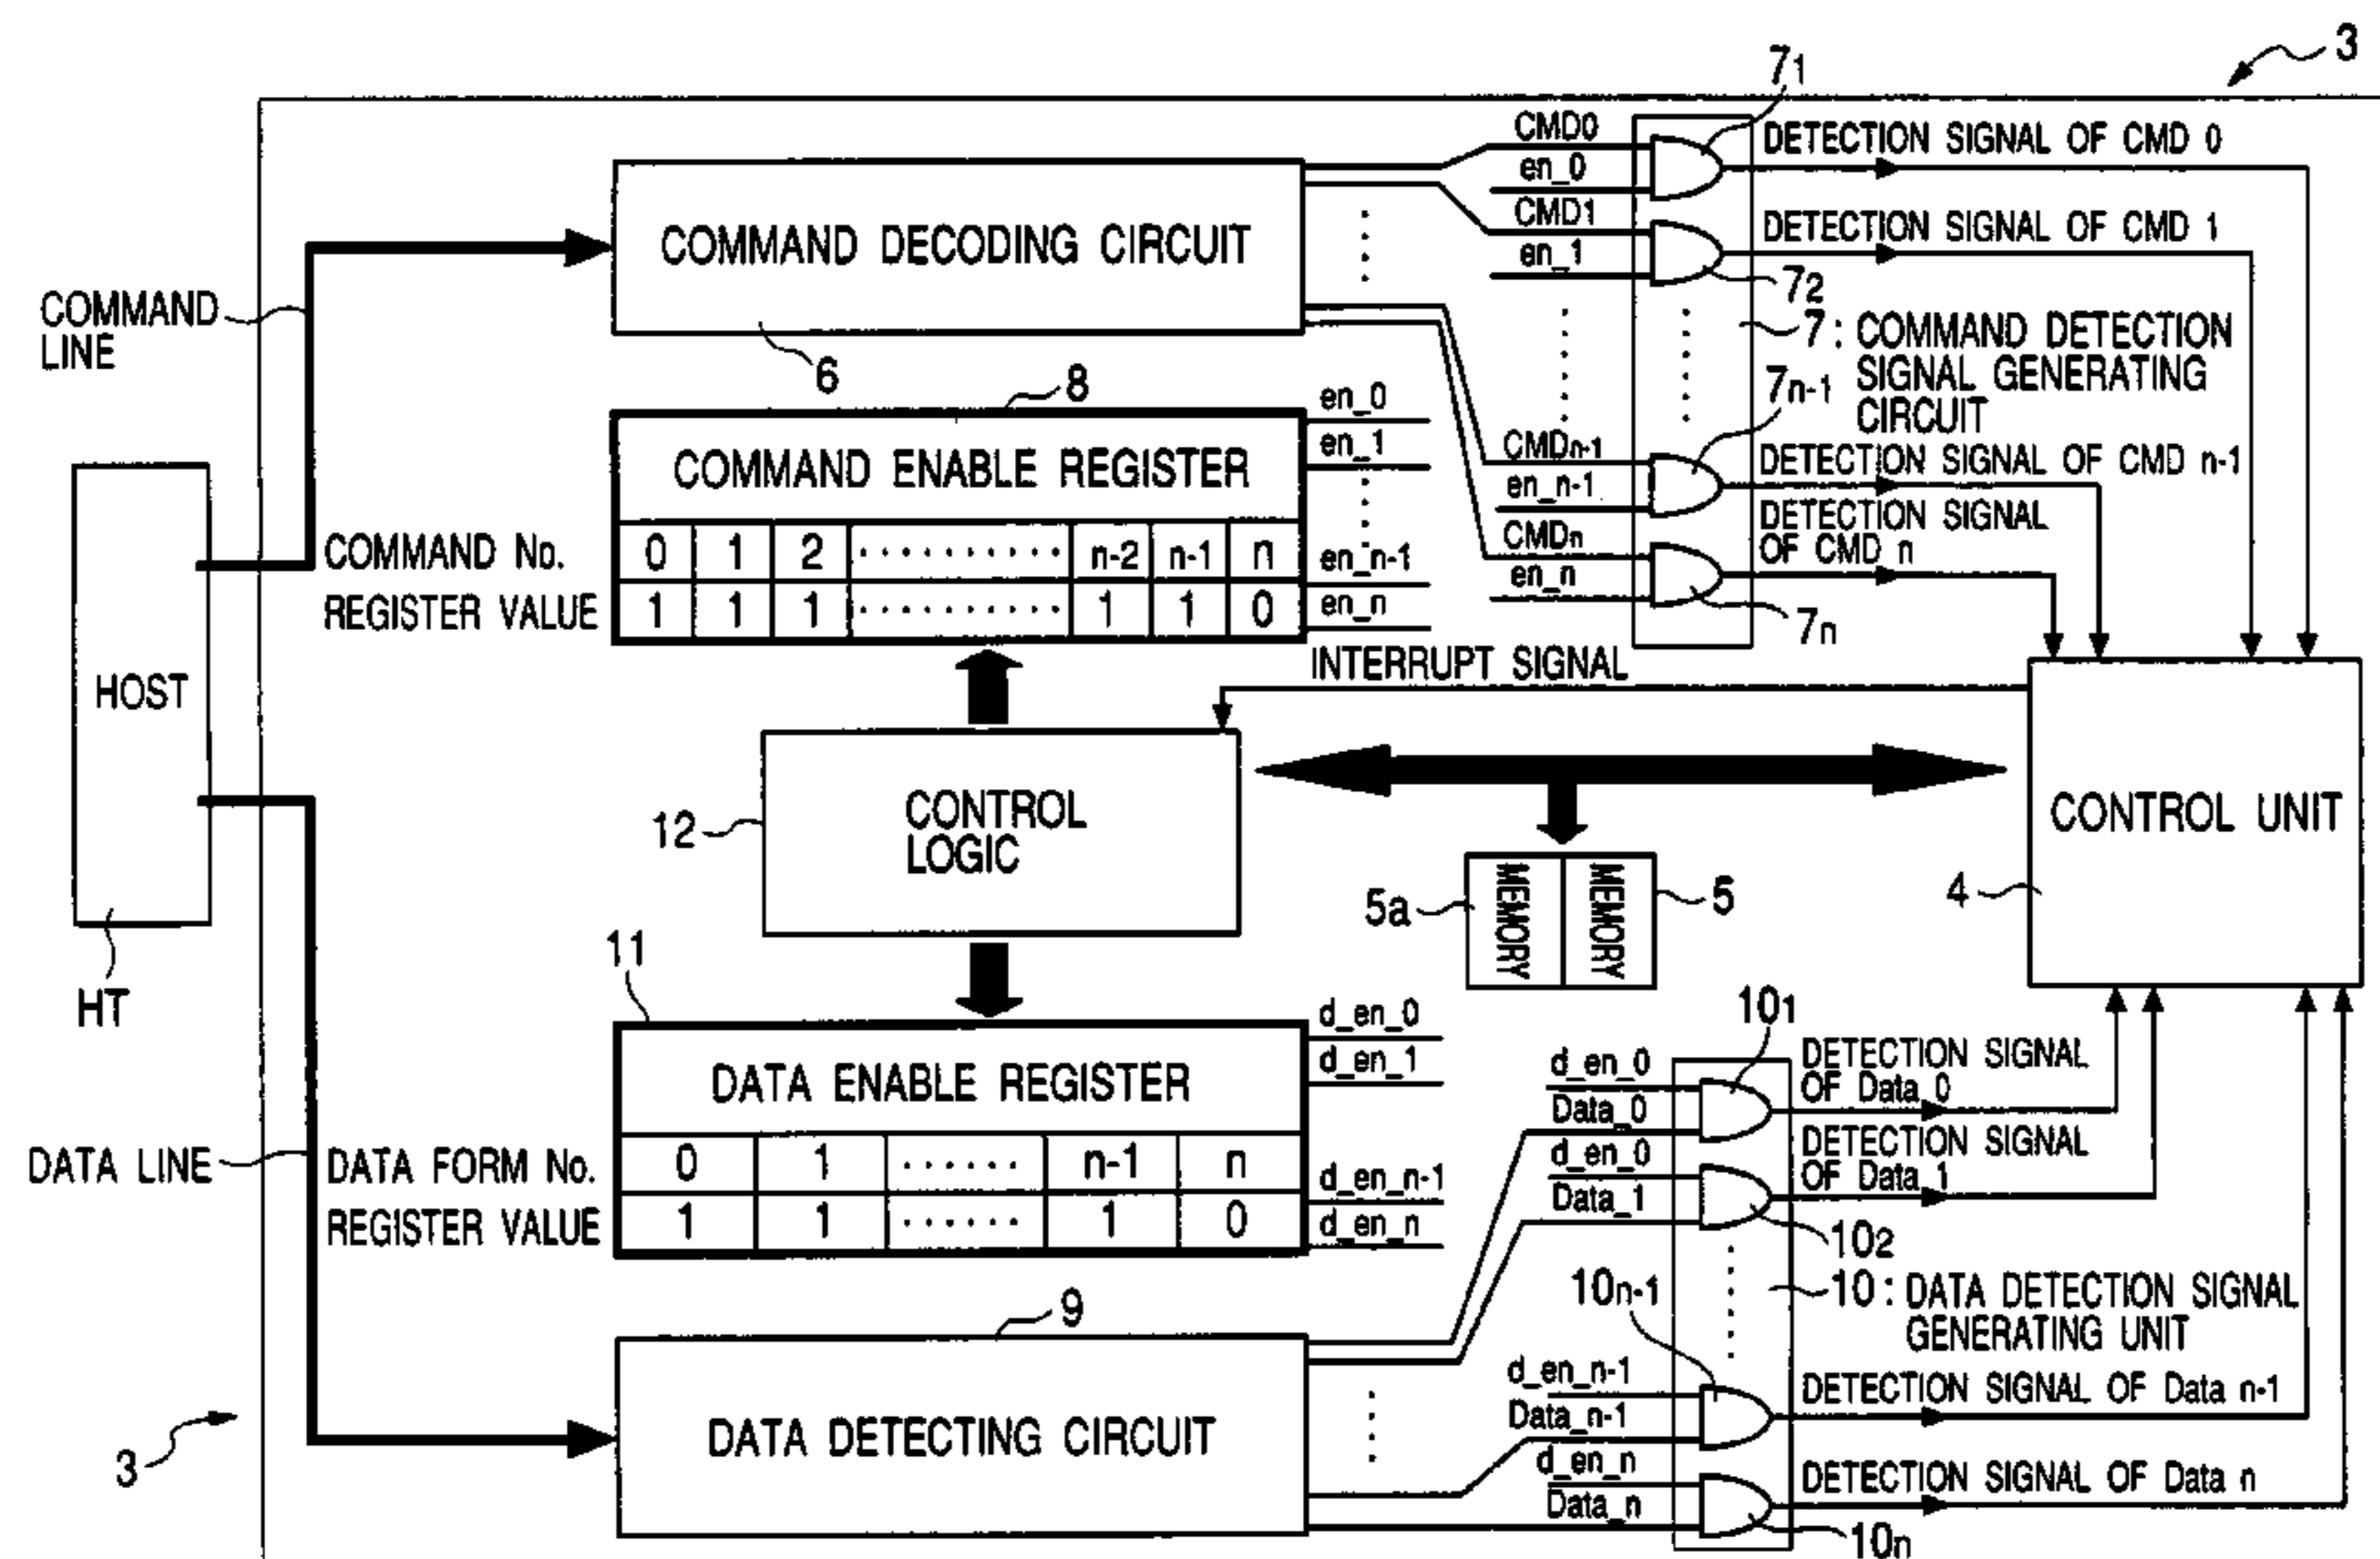 3
7₁
CMD0
DETECTION SIGNAL OF CMD 0
en_0
CMD1
DETECTION SIGNAL OF CMD 1
en_1
COMMAND DECODING CIRCUIT
7₂
COMMAND
LINE
6
7 : COMMAND DETECTION
SIGNAL GENERATING
CIRCUIT
7n-1
8
en_0
en_1
COMMAND ENABLE REGISTER
CMDn-1
DETECTION SIGNAL OF CMD n-1
en_n-1
DETECTION SIGNAL
OF CMD n
COMMAND No.
0 1 2 ·········· n-2 n-1 n
en_n-1
CMDn
en_n
REGISTER VALUE
1 1 1 ·········· 1 1 0
en_n
7n
INTERRUPT SIGNAL
HOST
CONTROL
LOGIC
12
CONTROL UNIT
4
5a
MEMORY
MEMORY
5
HT
11
d_en_0
d_en_1
DATA ENABLE REGISTER
10₁
d_en_0
DETECTION SIGNAL
OF Data_0
Data_0
DATA LINE
DATA FORM No.
0 1 ······ n-1 n
d_en_n-1
d_en_0
DETECTION SIGNAL
OF Data_1
Data_1
REGISTER VALUE
1 1 ······ 1 0
d_en_n
10₂
10 : DATA DETECTION SIGNAL
GENERATING UNIT
10n-1
9
d_en_n-1
DETECTION SIGNAL OF Data n-1
Data_n-1
DATA DETECTING CIRCUIT
3
d_en_n
DETECTION SIGNAL OF Data n
Data_n
10n